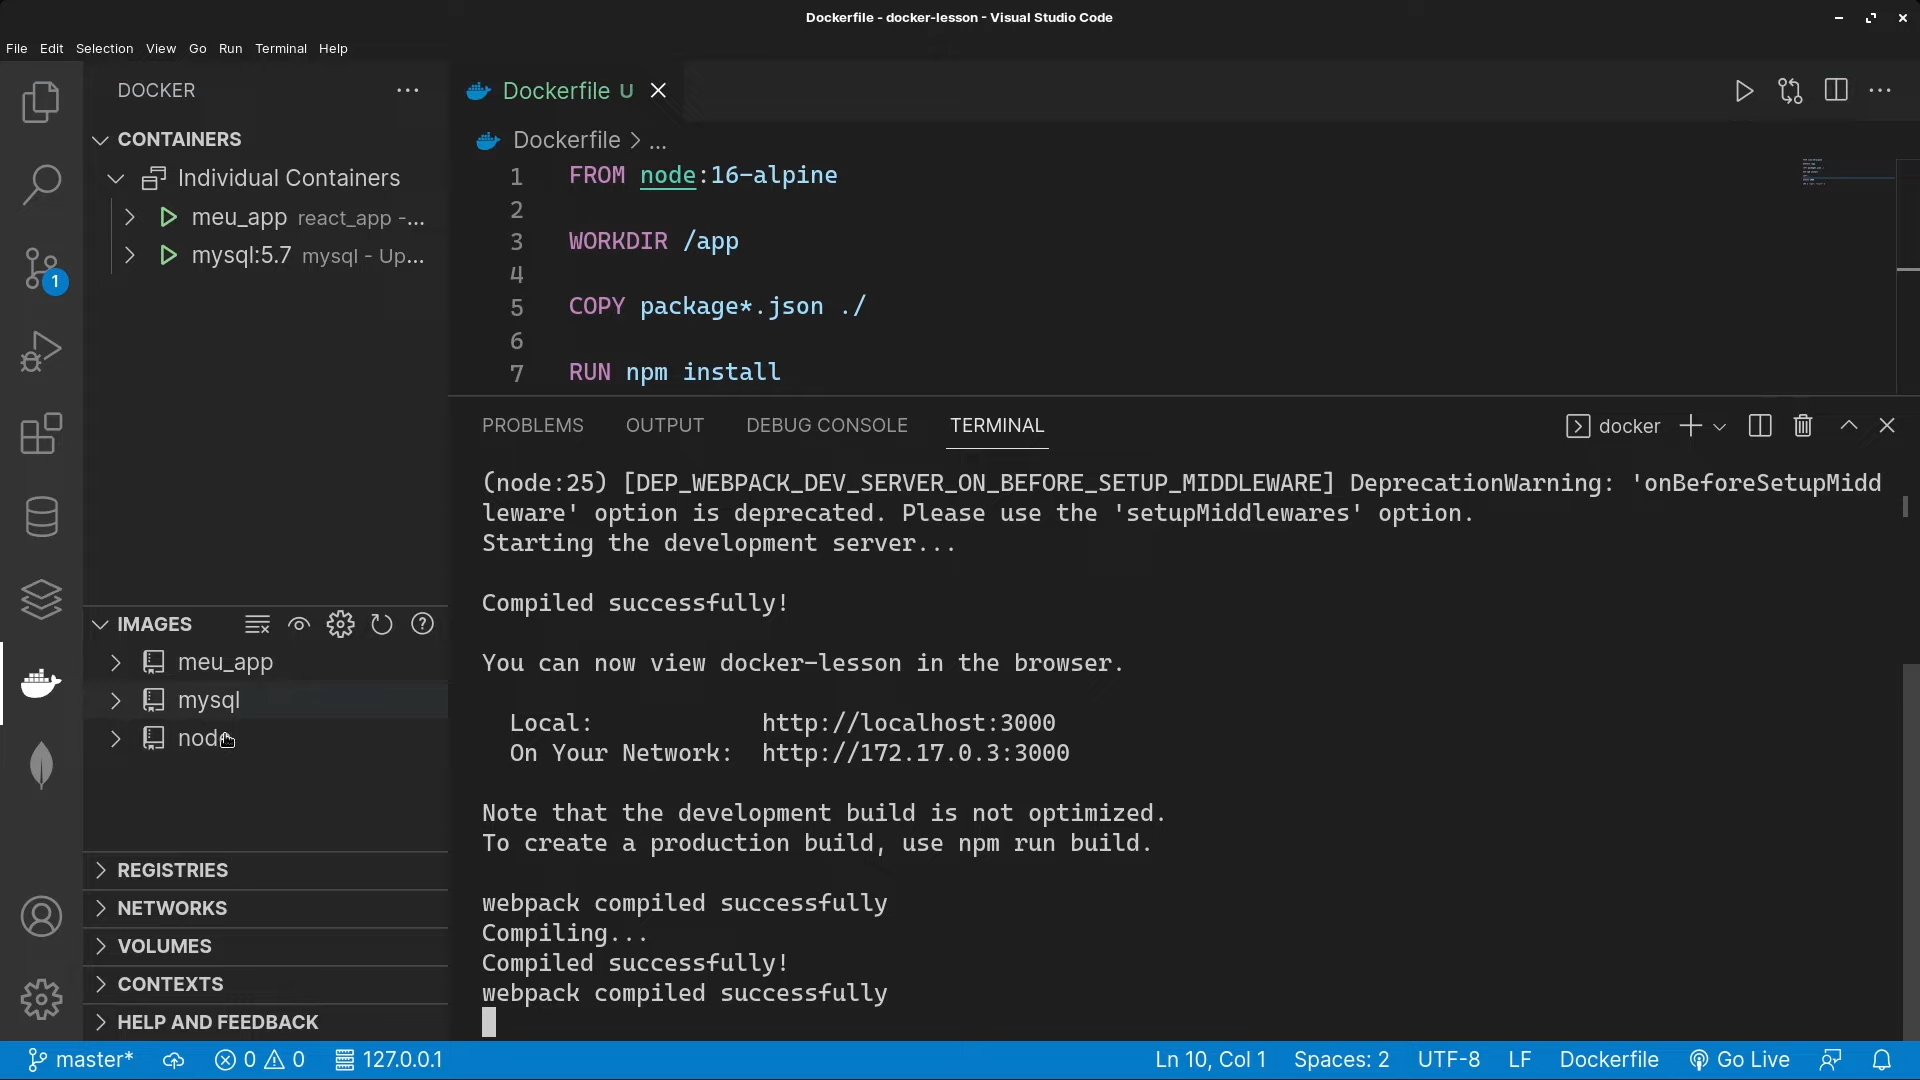 Dockerfile - docker-lesson - Visual Studio Code
File Edit Selection View Go Run Terminal Help
DOCKER
CONTAINERS
Individual Containers
meu_app react_app -...
mysql:5.7 mysql - Up...
1
IMAGES
meu_app
mysql
node
REGISTRIES
NETWORKS
VOLUMES
CONTEXTS
HELP AND FEEDBACK
Dockerfile U
Dockerfile > ...
1 FROM node:16-alpine
2
3 WORKDIR /app
4
5 COPY package*.json ./
6
7 RUN npm install
PROBLEMS OUTPUT DEBUG CONSOLE TERMINAL docker
(node:25) [DEP_WEBPACK_DEV_SERVER_ON_BEFORE_SETUP_MIDDLEWARE] DeprecationWarning: 'onBeforeSetupMidd
leware' option is deprecated. Please use the 'setupMiddlewares' option.
Starting the development server...
Compiled successfully!
You can now view docker-lesson in the browser.
Local: http://localhost:3000
On Your Network: http://172.17.0.3:3000
Note that the development build is not optimized.
To create a production build, use npm run build.
webpack compiled successfully
Compiling...
Compiled successfully!
webpack compiled successfully
master* 0 0 127.0.0.1 Ln 10, Col 1 Spaces: 2 UTF-8 LF Dockerfile Go Live